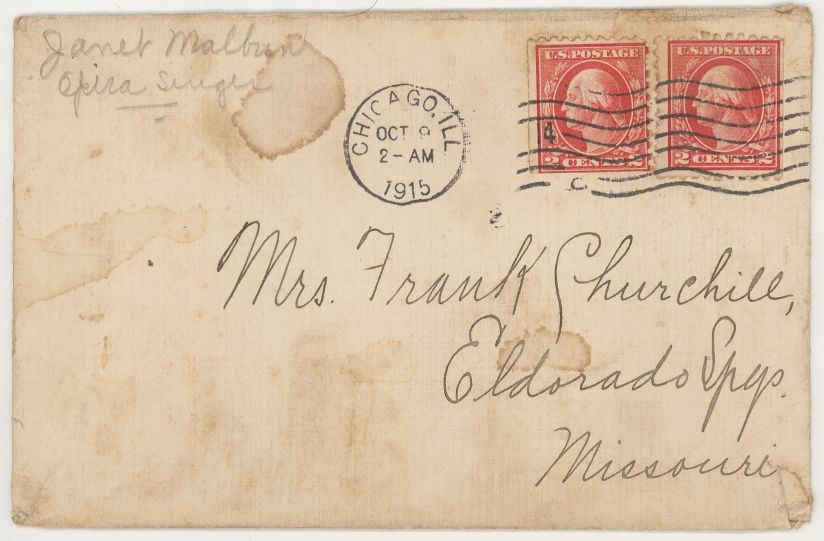 Janet Malbun
Opera Singer
CHICAGO, ILL
OCT 9
2-AM
1915
U.S. POSTAGE
2 CENTS 2
U.S. POSTAGE
2 CENTS 2
Mrs. Frank Churchill,
Eldorado Spgs.
Missouri